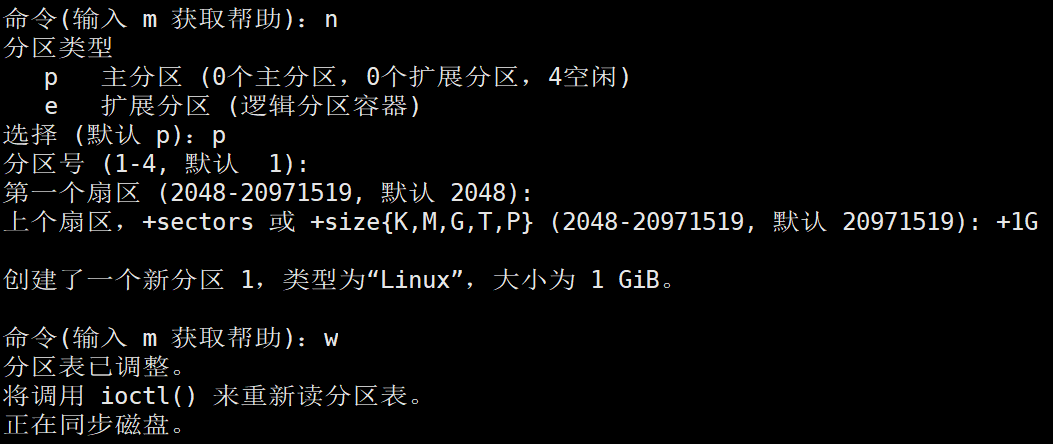 命令(输入 m 获取帮助)：n
分区类型
   p   主分区 (0个主分区，0个扩展分区，4空闲)
   e   扩展分区 (逻辑分区容器)
选择 (默认 p)：p
分区号 (1-4, 默认  1):
第一个扇区 (2048-20971519, 默认 2048):
上个扇区，+sectors 或 +size{K,M,G,T,P} (2048-20971519, 默认 20971519): +1G
创建了一个新分区 1，类型为“Linux”，大小为 1 GiB。
命令(输入 m 获取帮助)：w
分区表已调整。
将调用 ioctl() 来重新读分区表。
正在同步磁盘。